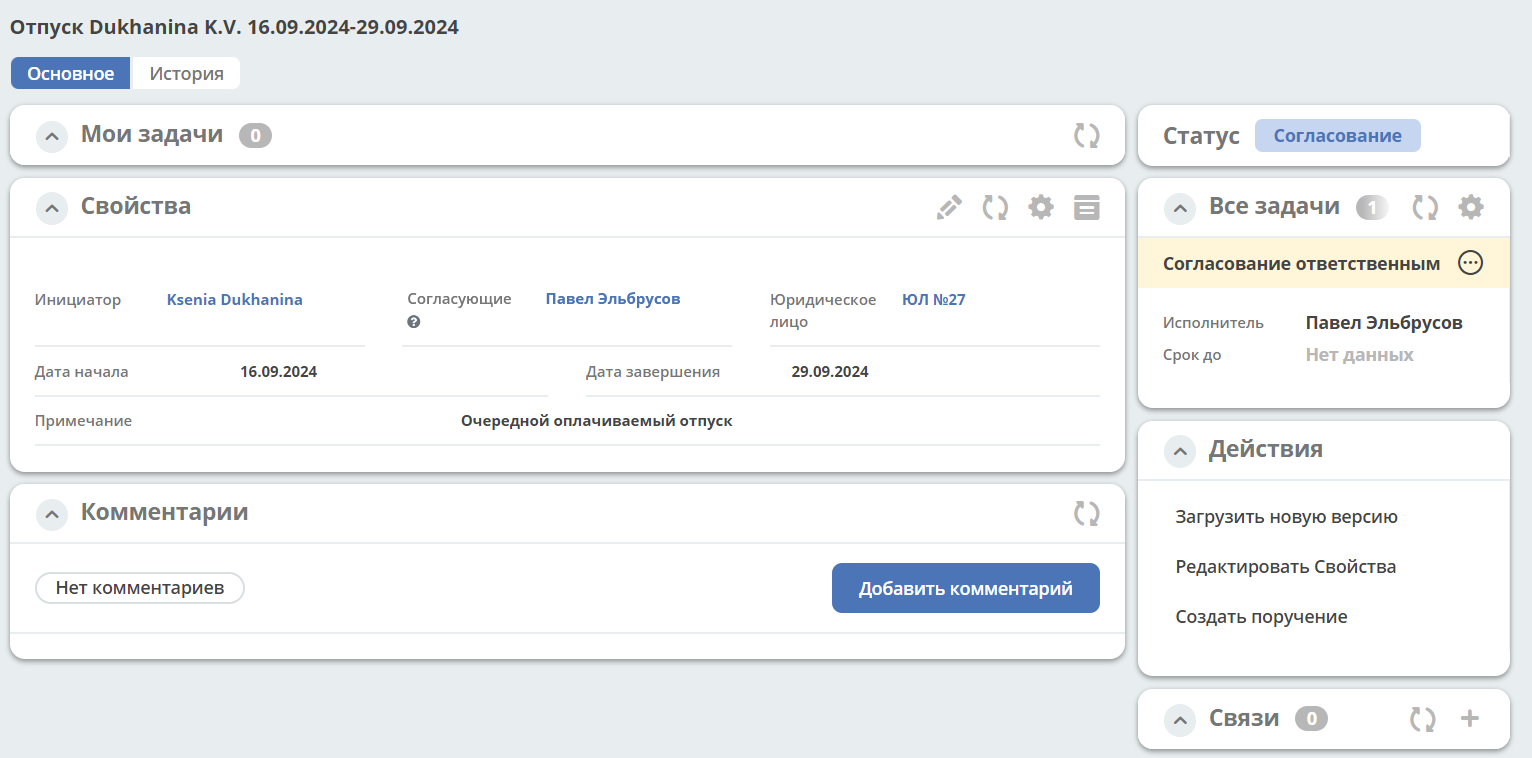 Отпуск Dukhanina K.V. 16.09.2024-29.09.2024
Основное История
Мои задачи 0
Статус Согласование
Свойства
Все задачи 1
Согласование ответственным
Инициатор Ksenia Dukhanina Согласующие Павел Эльбрусов Юридическое лицо ЮЛ №27
Исполнитель Павел Эльбрусов
Срок до Нет данных
Дата начала 16.09.2024 Дата завершения 29.09.2024
Примечание Очередной оплачиваемый отпуск
Действия
Загрузить новую версию
Редактировать Свойства
Создать поручение
Комментарии
Нет комментариев Добавить комментарий
Связи 0